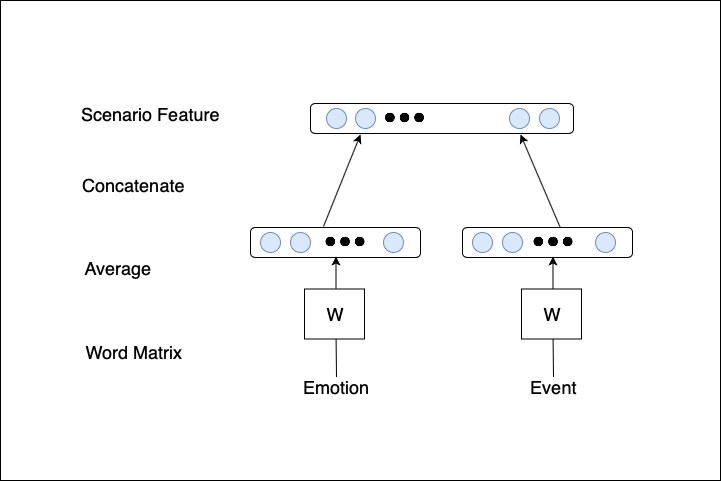 Scenario Feature
Concatenate
Average
W
W
Word Matrix
Emotion
Event